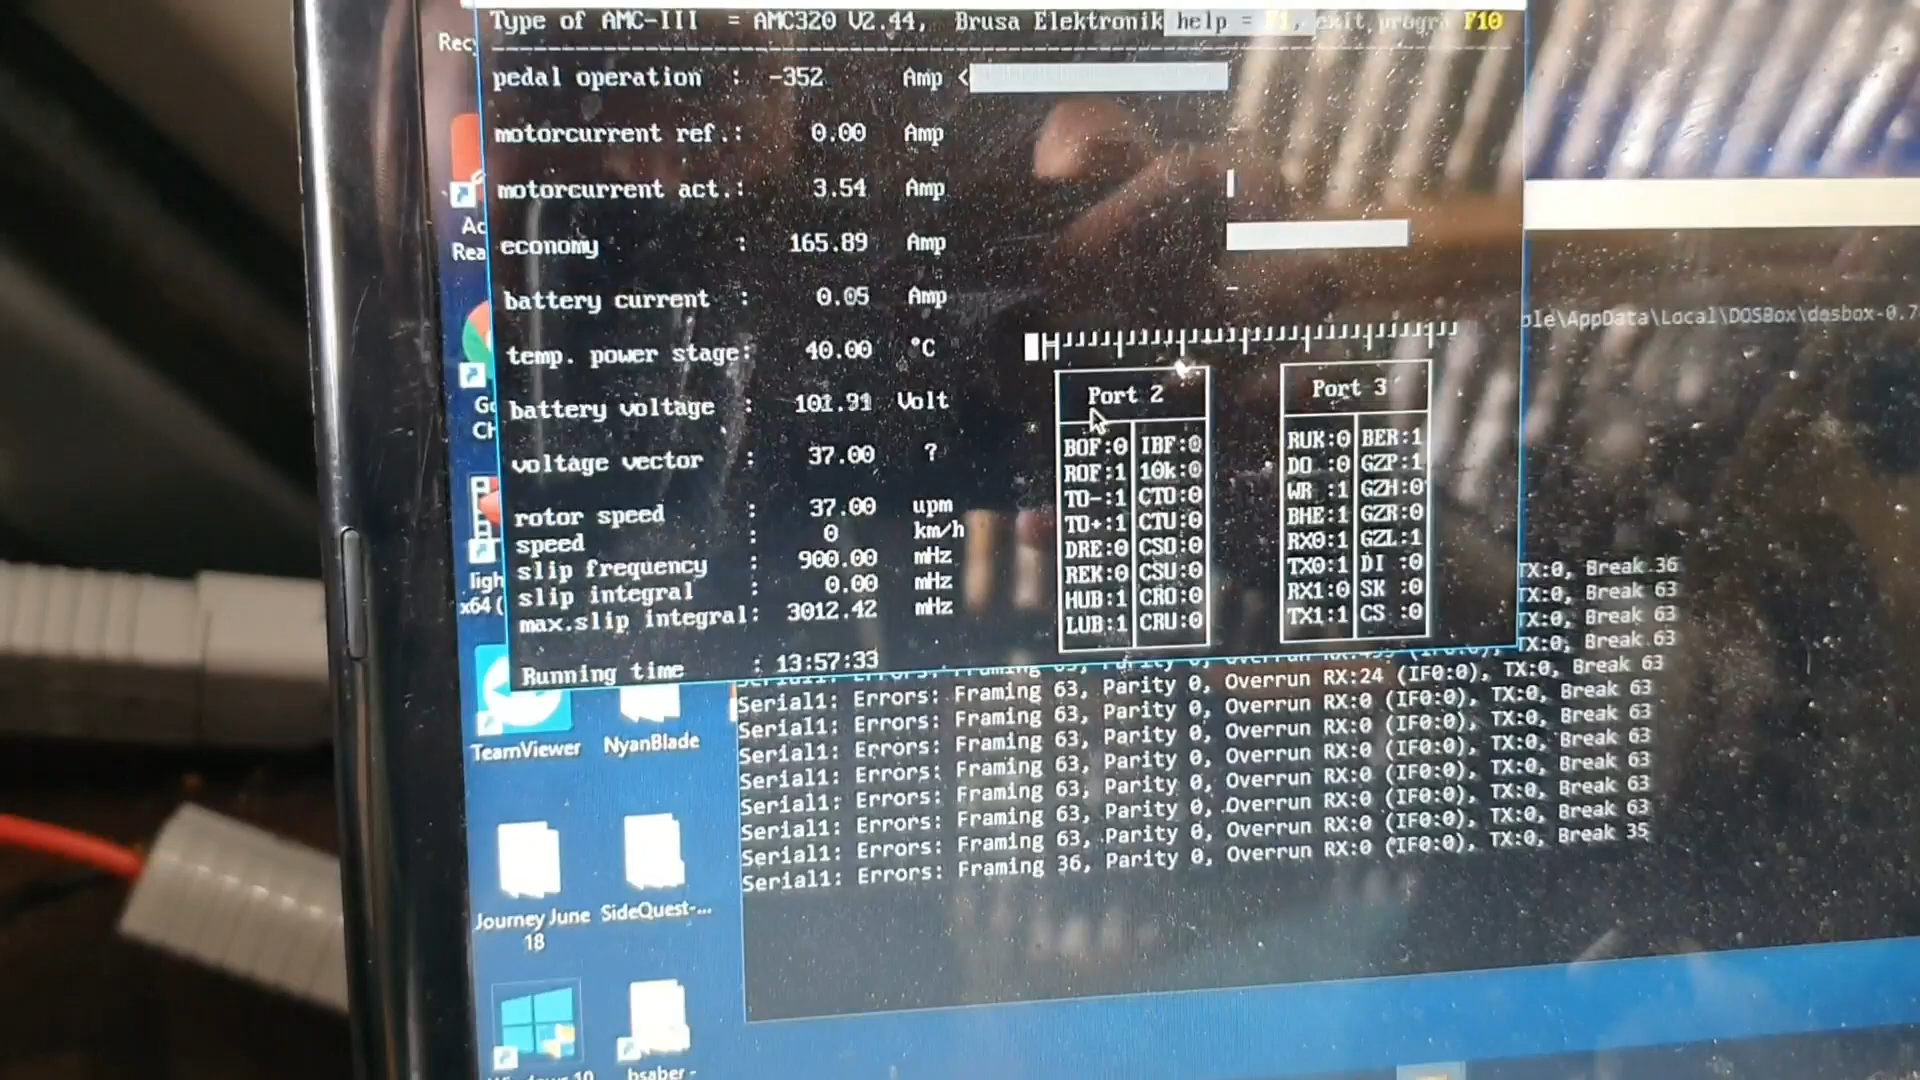 Type of AMC-III = AMC320 V2.44, Brusa Elektronik help = F1, exit progr F10
pedal operation : -352 Amp <
motorcurrent ref.: 0.00 Amp
motorcurrent act.: 3.54 Amp
economy : 165.89 Amp
battery current : 0.05 Amp
temp. power stage: 40.00 °C
battery voltage : 101.91 Volt
voltage vector : 37.00 ?
rotor speed : 37.00 upm
speed : 0 km/h
slip frequency : 900.00 mHz
slip integral : 0.00 mHz
max.slip integral: 3012.42 mHz
Running time : 13:57:33
Port 2
BOF:0 IBF:0
ROF:1 10k:0
TO-:1 CTO:0
TO+:1 CTU:0
DRE:0 CSO:0
REK:0 CSU:0
HUB:1 CRO:0
LUB:1 CRU:0
Port 3
RUK:0 BER:1
DO :0 GZP:1
WR :1 GZH:0
BHE:1 GZR:0
RX0:1 GZL:1
TX0:1 DI :0
RX1:0 SK :0
TX1:1 CS :0
ple\AppData\Local\DOSBox\dosbox-0.7
TX:0, Break 36
TX:0, Break 63
TX:0, Break 63
TX:0, Break 63
Serial1: Errors: Framing 63, Parity 0, Overrun RX:24 (IF0:0), TX:0, Break 63
Serial1: Errors: Framing 63, Parity 0, Overrun RX:0 (IF0:0), TX:0, Break 63
Serial1: Errors: Framing 63, Parity 0, Overrun RX:0 (IF0:0), TX:0, Break 63
Serial1: Errors: Framing 63, Parity 0, Overrun RX:0 (IF0:0), TX:0, Break 63
Serial1: Errors: Framing 63, Parity 0, Overrun RX:0 (IF0:0), TX:0, Break 63
Serial1: Errors: Framing 63, Parity 0, Overrun RX:0 (IF0:0), TX:0, Break 63
Serial1: Errors: Framing 63, Parity 0, Overrun RX:0 (IF0:0), TX:0, Break 63
Serial1: Errors: Framing 36, Parity 0, Overrun RX:0 (IF0:0), TX:0, Break 35
Recy
Ac
Rea
Go
Ch
ligh
x64 (
TeamViewer
NyanBlade
Journey June
18
SideQuest-...
Windows 10
bsaber -